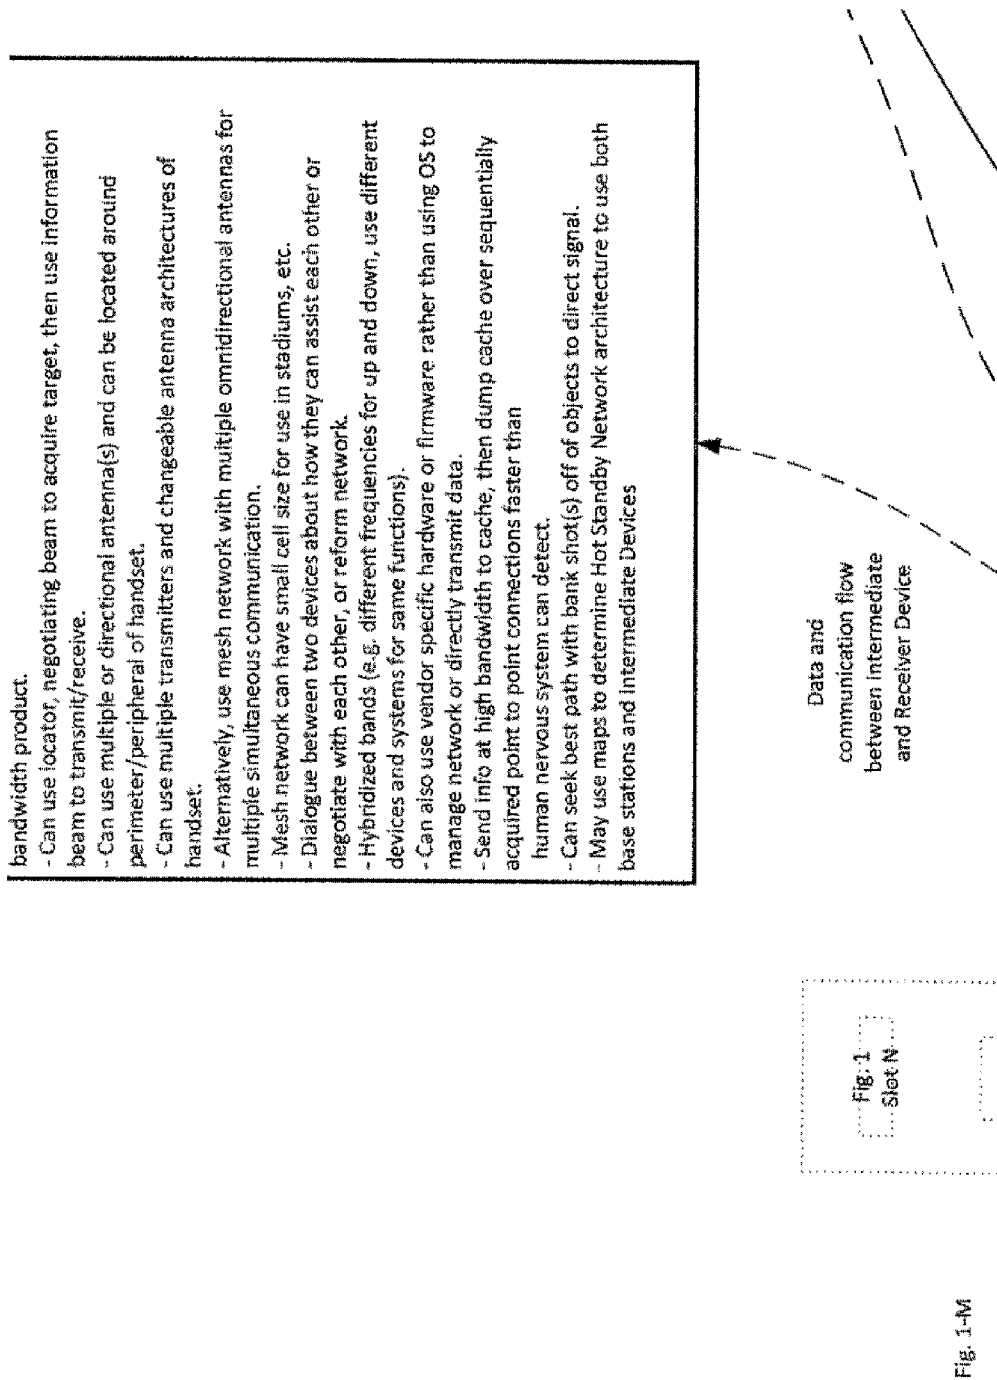 bandwidth product.
- Can use locator, negotiating beam to acquire target, then use information
beam to transmit/receive.
- Can use multiple or directional antenna(s) and can be located around
perimeter/peripheral of handset.
- Can use multiple transmitters and changeable antenna architectures of
handset.
- Alternatively, use mesh network with multiple omnidirectional antennas for
multiple simultaneous communication.
- Mesh network can have small cell size for use in stadiums, etc.
- Dialogue between two devices about how they can assist each other or
negotiate with each other, or reform network.
- Hybridized bands (e.g. different frequencies for up and down, use different
devices and systems for same functions).
- Can also use vendor specific hardware or firmware rather than using OS to
manage network or directly transmit data.
- Send info at high bandwidth to cache, then dump cache over sequentially
acquired point to point connections faster than
human nervous system can detect.
- Can seek best path with bank shot(s) off of objects to direct signal.
- May use maps to determine Hot Standby Network architecture to use both
base stations and Intermediate Devices
Data and
communication flow
between Intermediate
and Receiver Device
Fig. 1
Slot N
Fig. 1-M